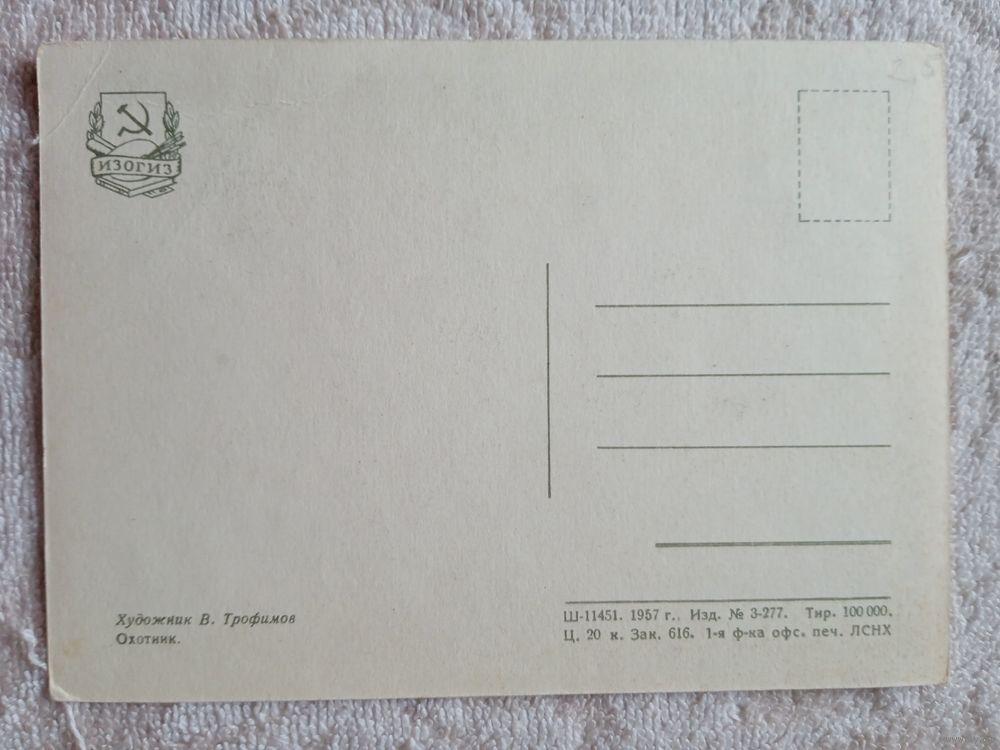 25
ИЗОГИЗ
Художник В. Трофимов
Охотник.
Ш-11451. 1957 г. Изд. № 3-277. Тир. 100 000.
Ц. 20 к. Зак. 616. 1-я ф-ка офс. печ. ЛСНХ